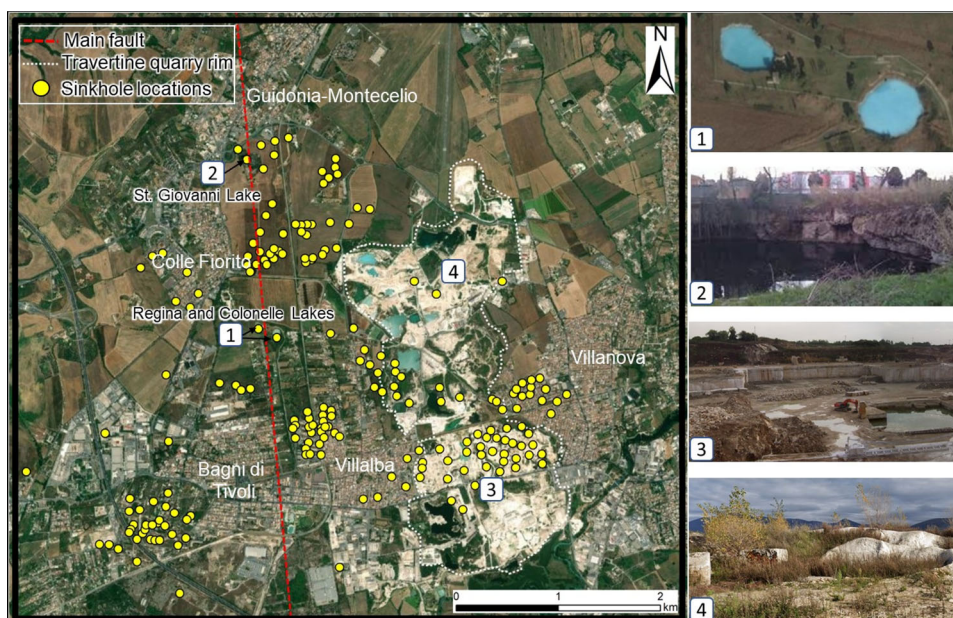 Main fault
Travertine quarry rim
Sinkhole locations
N
Guidonia-Montecelio
2
St. Giovanni Lake
Colle Fiorito
4
Regina and Colonelle Lakes
1
Villanova
Bagni di
Tivoli
Villalba
3
0 1 2
km
1
2
3
4